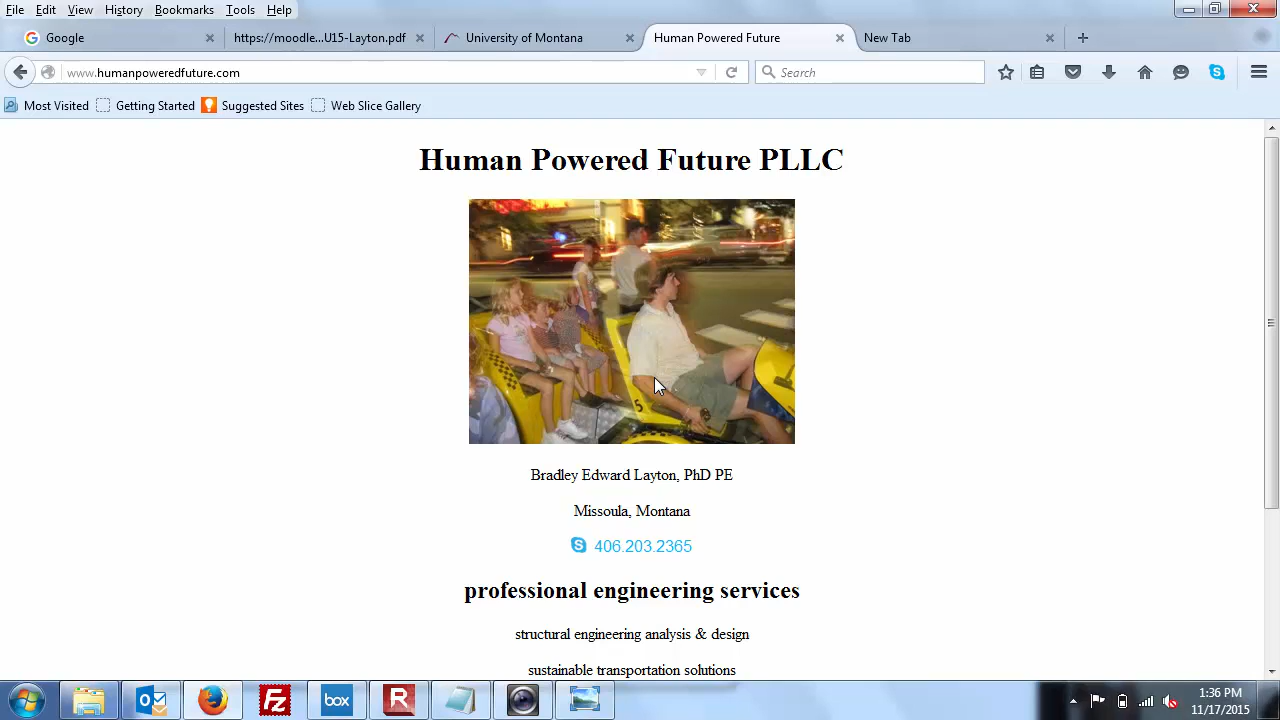 File Edit View History Bookmarks Tools Help
Google https://moodle...U15-Layton.pdf University of Montana Human Powered Future New Tab
www.humanpoweredfuture.com Search
Most Visited Getting Started Suggested Sites Web Slice Gallery
Human Powered Future PLLC
5
Bradley Edward Layton, PhD PE
Missoula, Montana
406.203.2365
professional engineering services
structural engineering analysis & design
sustainable transportation solutions
Fz box R
1:36 PM
11/17/2015